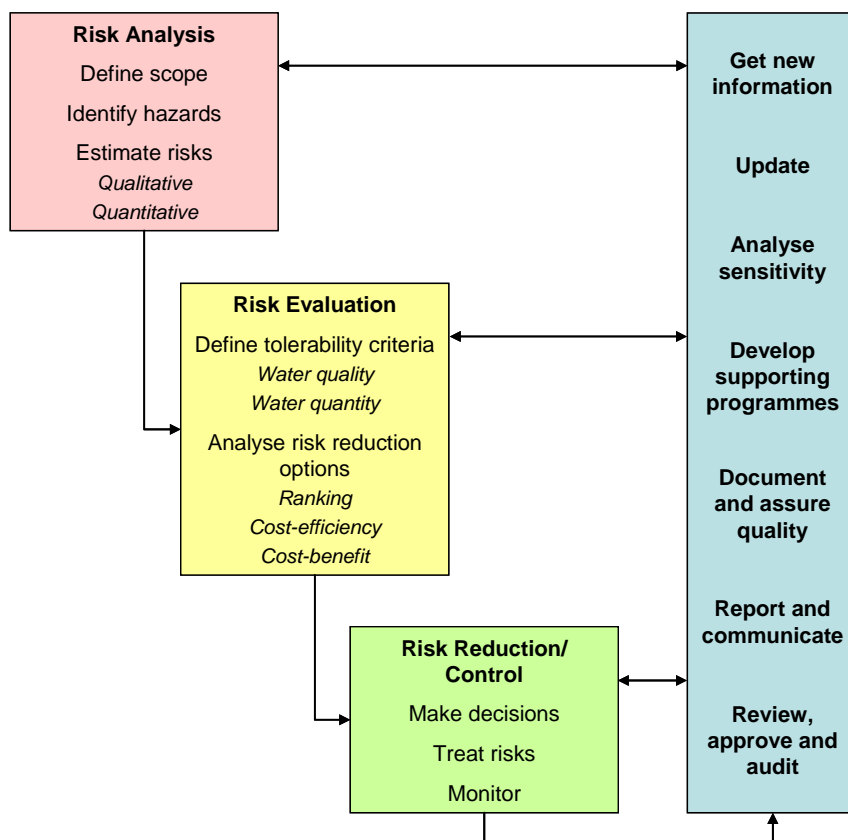 Risk Analysis
Define scope
Identify hazards
Estimate risks
Qualitative
Quantitative
Risk Evaluation
Define tolerability criteria
Water quality
Water quantity
Analyse risk reduction
options
Ranking
Cost-efficiency
Cost-benefit
Risk Reduction/
Control
Make decisions
Treat risks
Monitor
Get new
information
Update
Analyse
sensitivity
Develop
supporting
programmes
Document
and assure
quality
Report and
communicate
Review,
approve and
audit